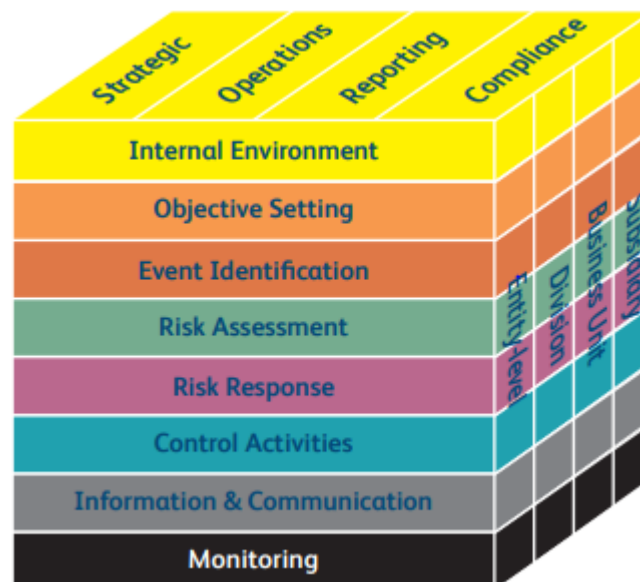 Strategic
Operations
Reporting
Compliance
Internal Environment
Objective Setting
Event Identification
Risk Assessment
Risk Response
Control Activities
Information & Communication
Monitoring
Entity-level
Division
Business Unit
Subsidiary